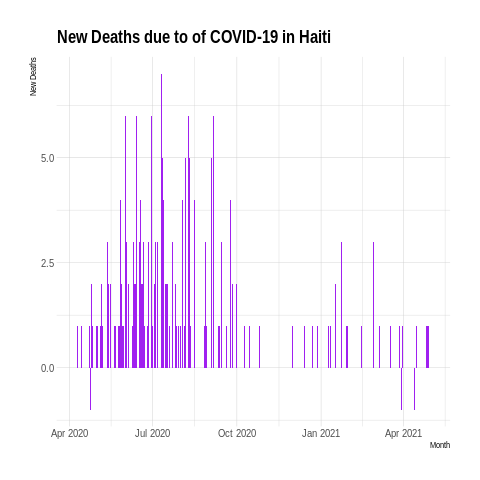 New Deaths due to of COVID-19 in Haiti
New Deaths
5.0
2.5
0.0
Apr 2020 Jul 2020 Oct 2020 Jan 2021 Apr 2021
Month